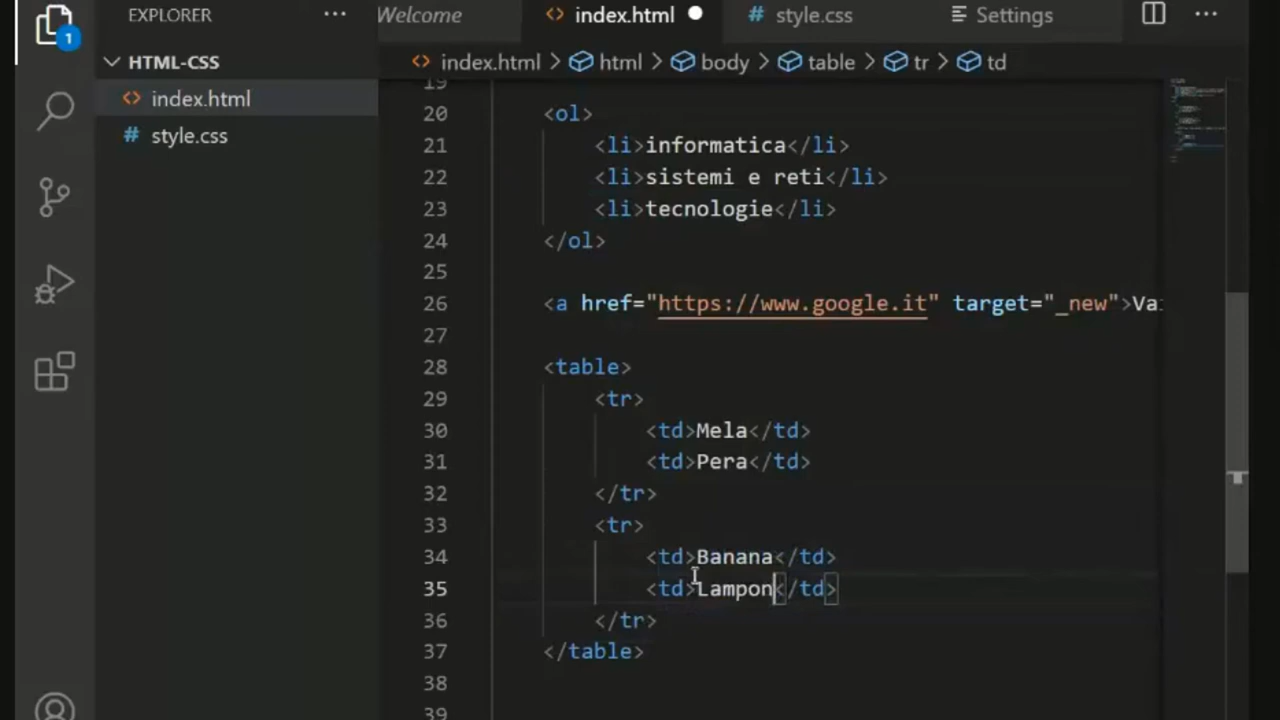 EXPLORER ...
Welcome index.html # style.css Settings ...
1
HTML-CSS
index.html > html > body > table > tr > td
<> index.html
# style.css
19
20 <ol>
21 <li>informatica</li>
22 <li>sistemi e reti</li>
23 <li>tecnologie</li>
24 </ol>
25
26 <a href="https://www.google.it" target="_new">Va
27
28 <table>
29 <tr>
30 <td>Mela</td>
31 <td>Pera</td>
32 </tr>
33 <tr>
34 <td>Banana</td>
35 <td>Lampon</td>
36 </tr>
37 </table>
38
39